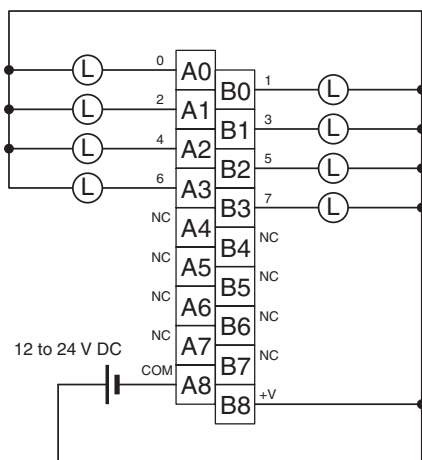 0 L A0
1 B0 L
2 L A1
3 B1 L
4 L A2
5 B2 L
6 L A3
7 B3 L
NC A4
NC B4
NC A5
NC B5
NC A6
NC B6
NC A7
NC B7
12 to 24 V DC
COM A8
+V B8